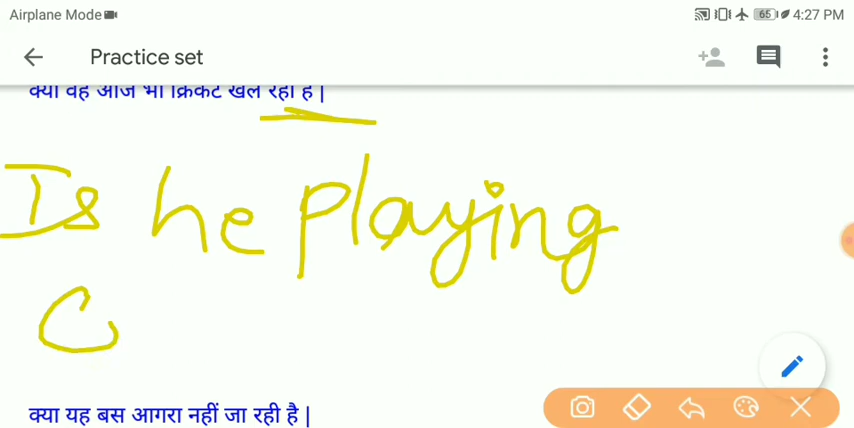 Airplane Mode
65 4:27 PM
Practice set
क्या वह आज भी क्रिकेट खेल रहा है |
Is he playing
C
क्या यह बस आगरा नहीं जा रही है |